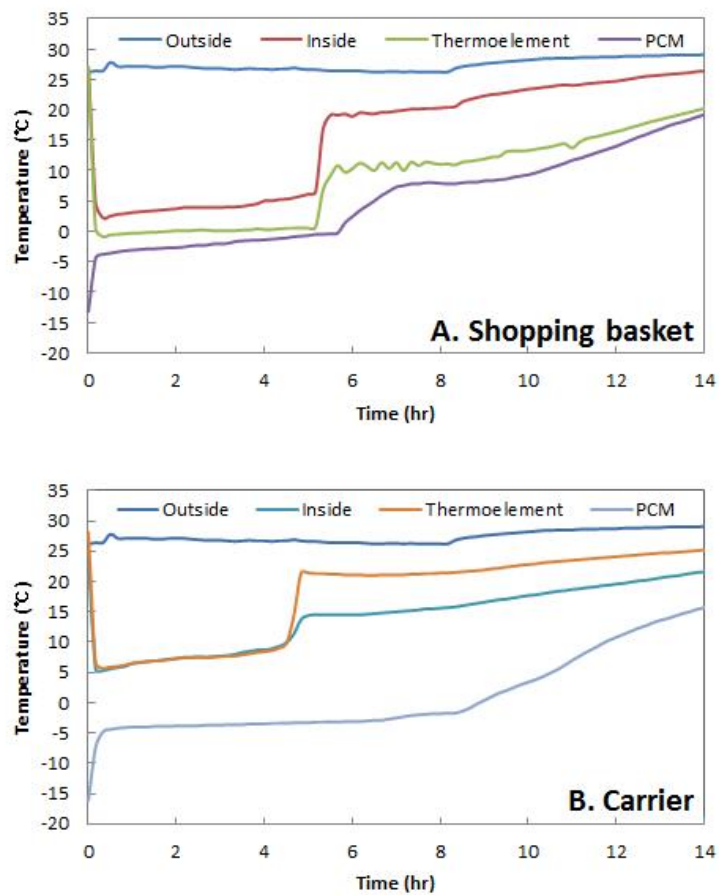 35
30
25
20
15
10
5
0
-5
-10
-15
-20
Temperature (℃)
Outside Inside Thermoelement PCM
A. Shopping basket
0 2 4 6 8 10 12 14
Time (hr)
35
30
25
20
15
10
5
0
-5
-10
-15
-20
Temperature (℃)
Outside Inside Thermoelement PCM
B. Carrier
0 2 4 6 8 10 12 14
Time (hr)